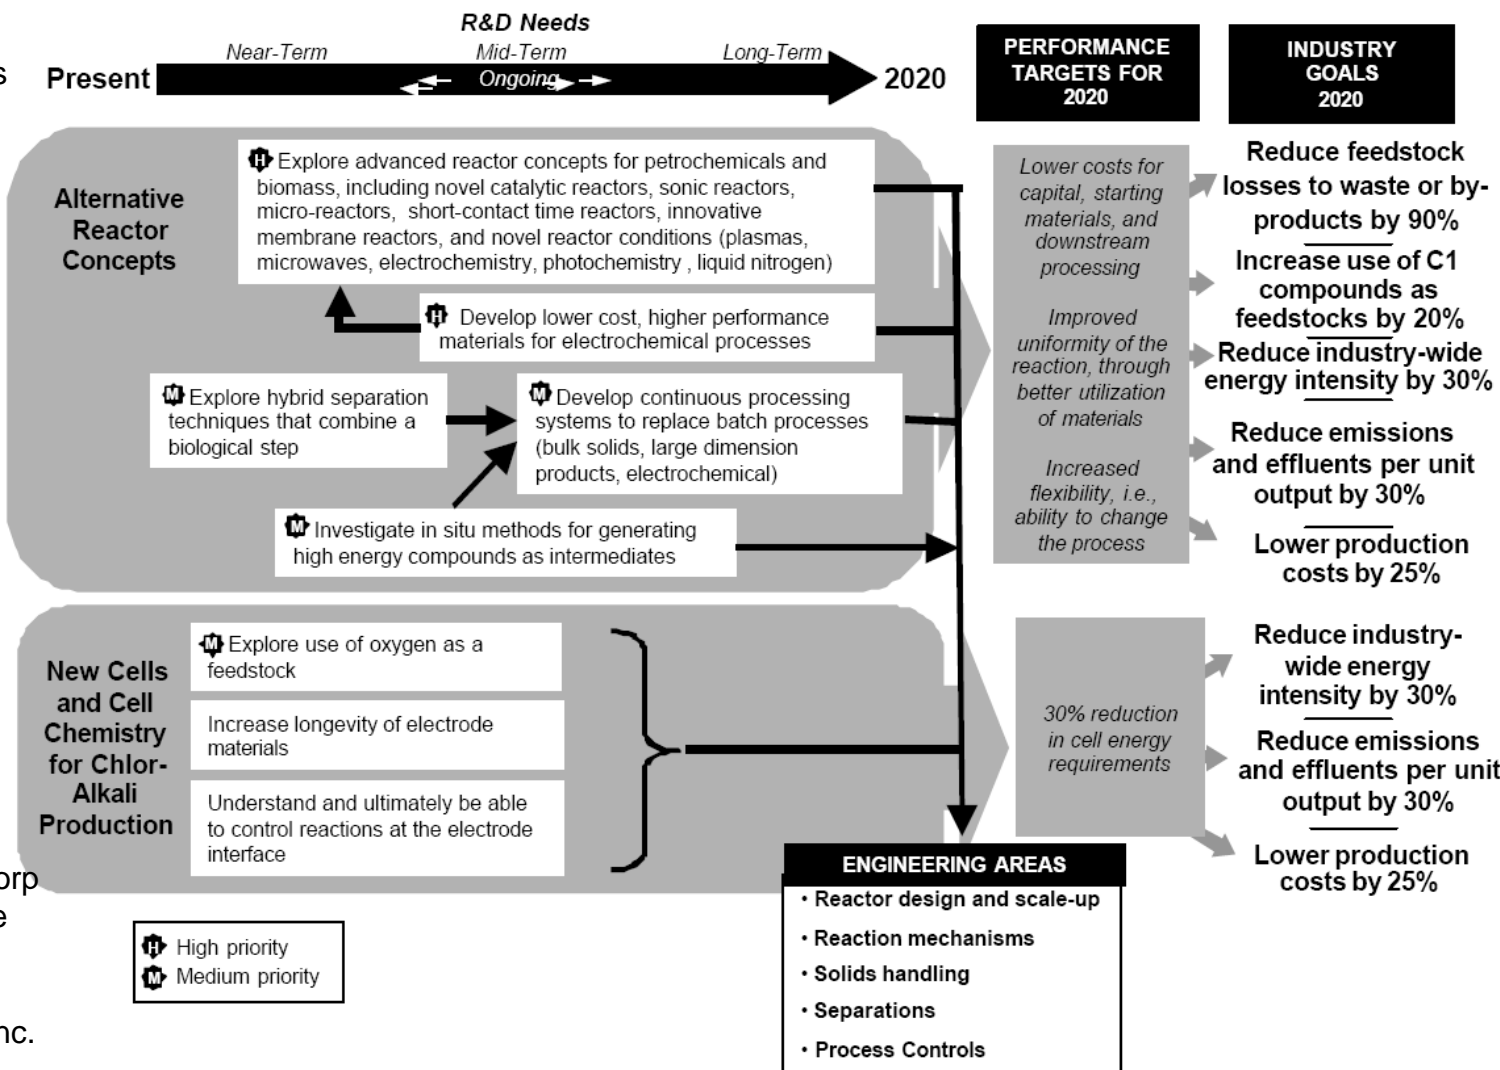 R&D Needs
Near-Term
Mid-Term
Long-Term
s
Present
Ongoing
2020
PERFORMANCE
TARGETS FOR
2020
INDUSTRY
GOALS
2020
Alternative
Reactor
Concepts
H Explore advanced reactor concepts for petrochemicals and
biomass, including novel catalytic reactors, sonic reactors,
micro-reactors, short-contact time reactors, innovative
membrane reactors, and novel reactor conditions (plasmas,
microwaves, electrochemistry, photochemistry , liquid nitrogen)
H Develop lower cost, higher performance
materials for electrochemical processes
M Explore hybrid separation
techniques that combine a
biological step
M Develop continuous processing
systems to replace batch processes
(bulk solids, large dimension
products, electrochemical)
M Investigate in situ methods for generating
high energy compounds as intermediates
Lower costs for
capital, starting
materials, and
downstream
processing
Improved
uniformity of the
reaction, through
better utilization
of materials
Increased
flexibility, i.e.,
ability to change
the process
Reduce feedstock
losses to waste or by-
products by 90%
Increase use of C1
compounds as
feedstocks by 20%
Reduce industry-wide
energy intensity by 30%
Reduce emissions
and effluents per unit
output by 30%
Lower production
costs by 25%
New Cells
and Cell
Chemistry
for Chlor-
Alkali
Production
M Explore use of oxygen as a
feedstock
Increase longevity of electrode
materials
Understand and ultimately be able
to control reactions at the electrode
interface
30% reduction
in cell energy
requirements
Reduce industry-
wide energy
intensity by 30%
Reduce emissions
and effluents per unit
output by 30%
Lower production
costs by 25%
orp
e
nc.
H High priority
M Medium priority
ENGINEERING AREAS
• Reactor design and scale-up
• Reaction mechanisms
• Solids handling
• Separations
• Process Controls